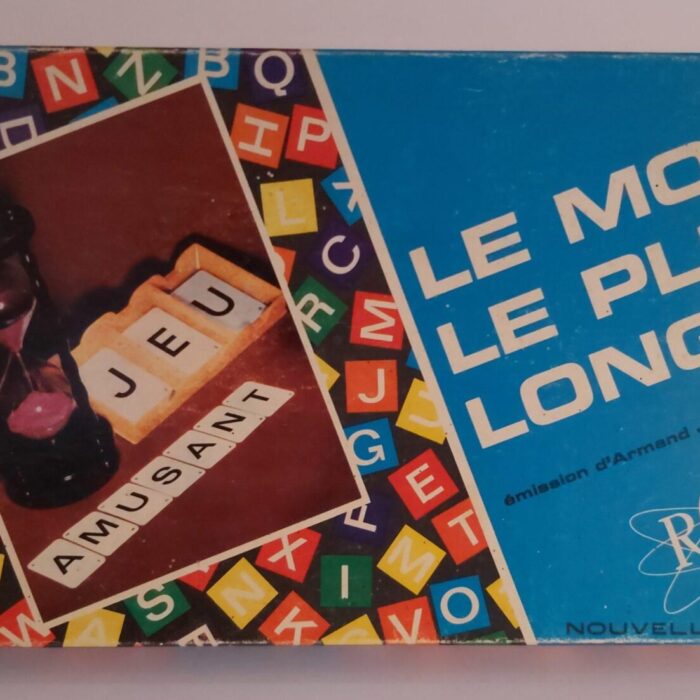 LE MO
LE PL
LONG
émission d'Armand
R
NOUVELL
JEU
AMUSANT
B N Z B Q
H P
L X
C
R M
J
G U
E
X T
M
S I
W A S E N K S V O